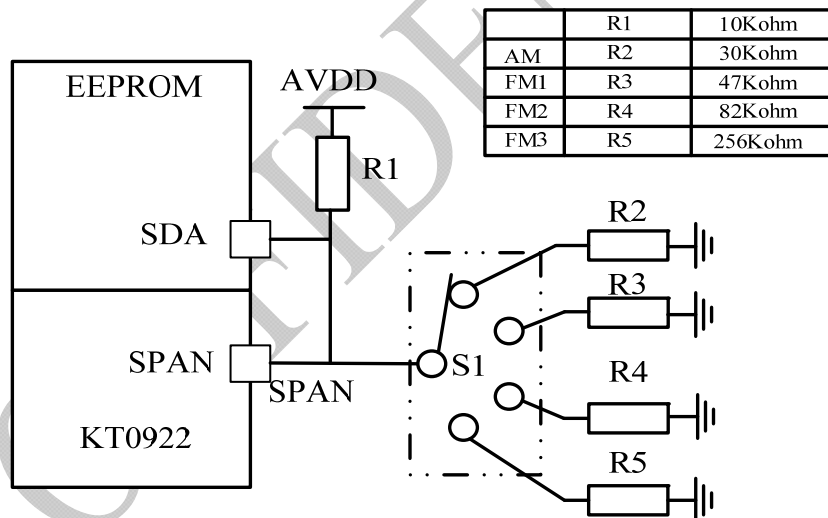 R1 10Kohm
AM R2 30Kohm
FM1 R3 47Kohm
FM2 R4 82Kohm
FM3 R5 256Kohm
EEPROM
AVDD
R1
SDA
SPAN
SPAN
KT0922
S1
R2
R3
R4
R5